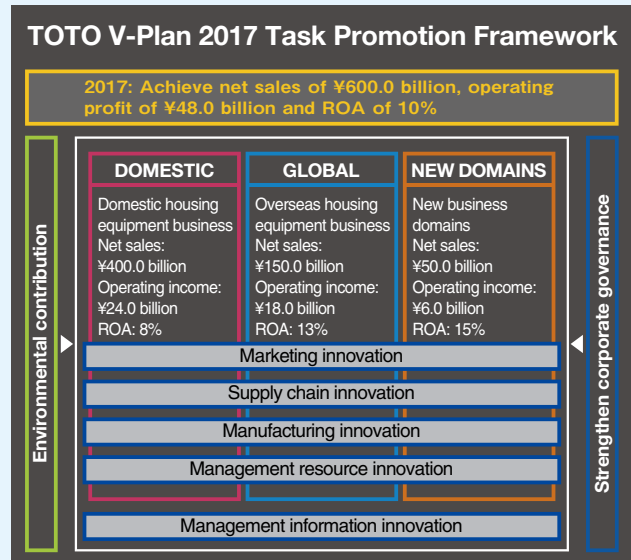 TOTO V-Plan 2017 Task Promotion Framework
2017: Achieve net sales of ¥600.0 billion, operating
profit of ¥48.0 billion and ROA of 10%
Environmental contribution
DOMESTIC
Domestic housing
equipment business
Net sales:
¥400.0 billion
Operating income:
¥24.0 billion
ROA: 8%
GLOBAL
Overseas housing
equipment business
Net sales:
¥150.0 billion
Operating income:
¥18.0 billion
ROA: 13%
NEW DOMAINS
New business
domains
Net sales:
¥50.0 billion
Operating income:
¥6.0 billion
ROA: 15%
Marketing innovation
Supply chain innovation
Manufacturing innovation
Management resource innovation
Management information innovation
Strengthen corporate governance